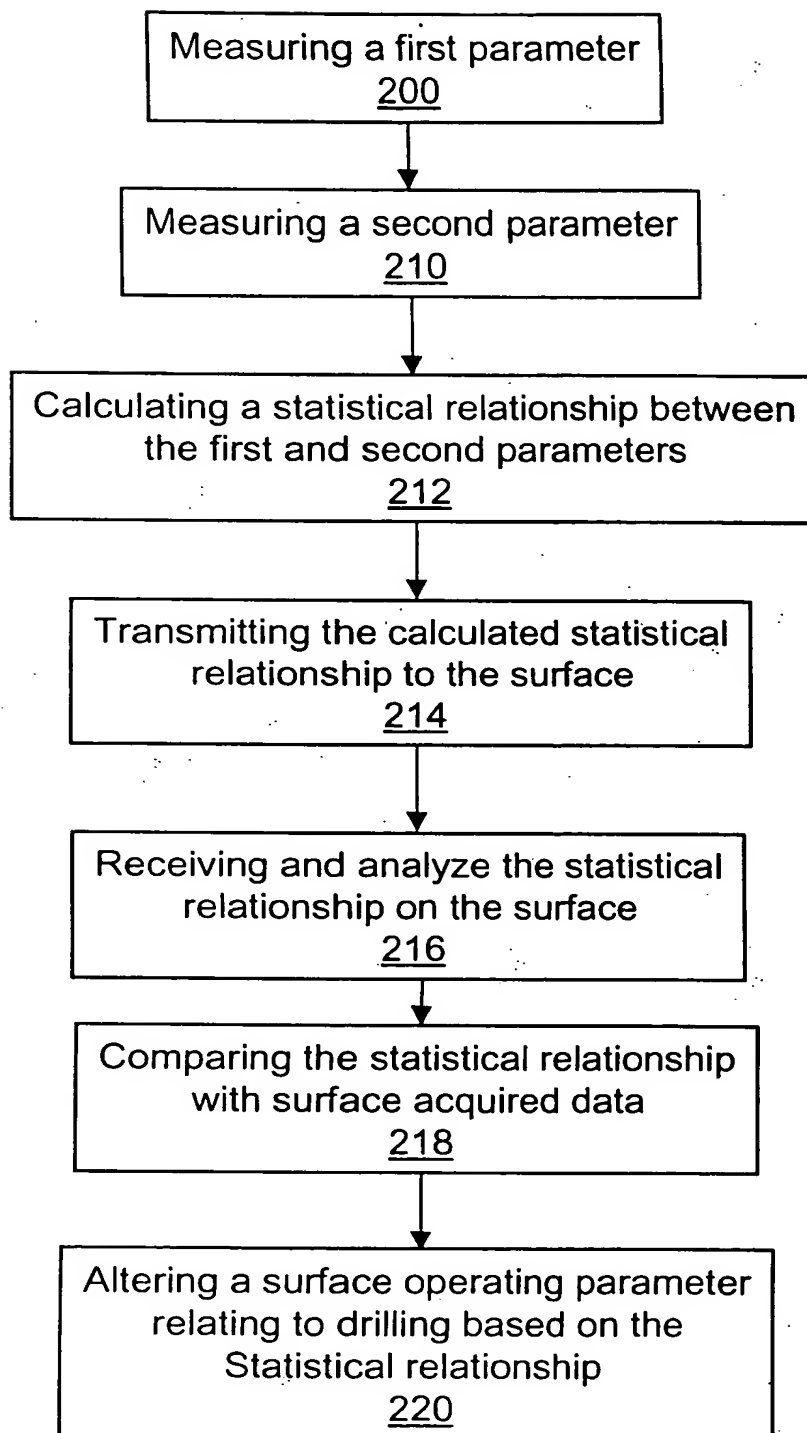 Measuring a first parameter
200
Measuring a second parameter
210
Calculating a statistical relationship between
the first and second parameters
212
Transmitting the calculated statistical
relationship to the surface
214
Receiving and analyze the statistical
relationship on the surface
216
Comparing the statistical relationship
with surface acquired data
218
Altering a surface operating parameter
relating to drilling based on the
Statistical relationship
220